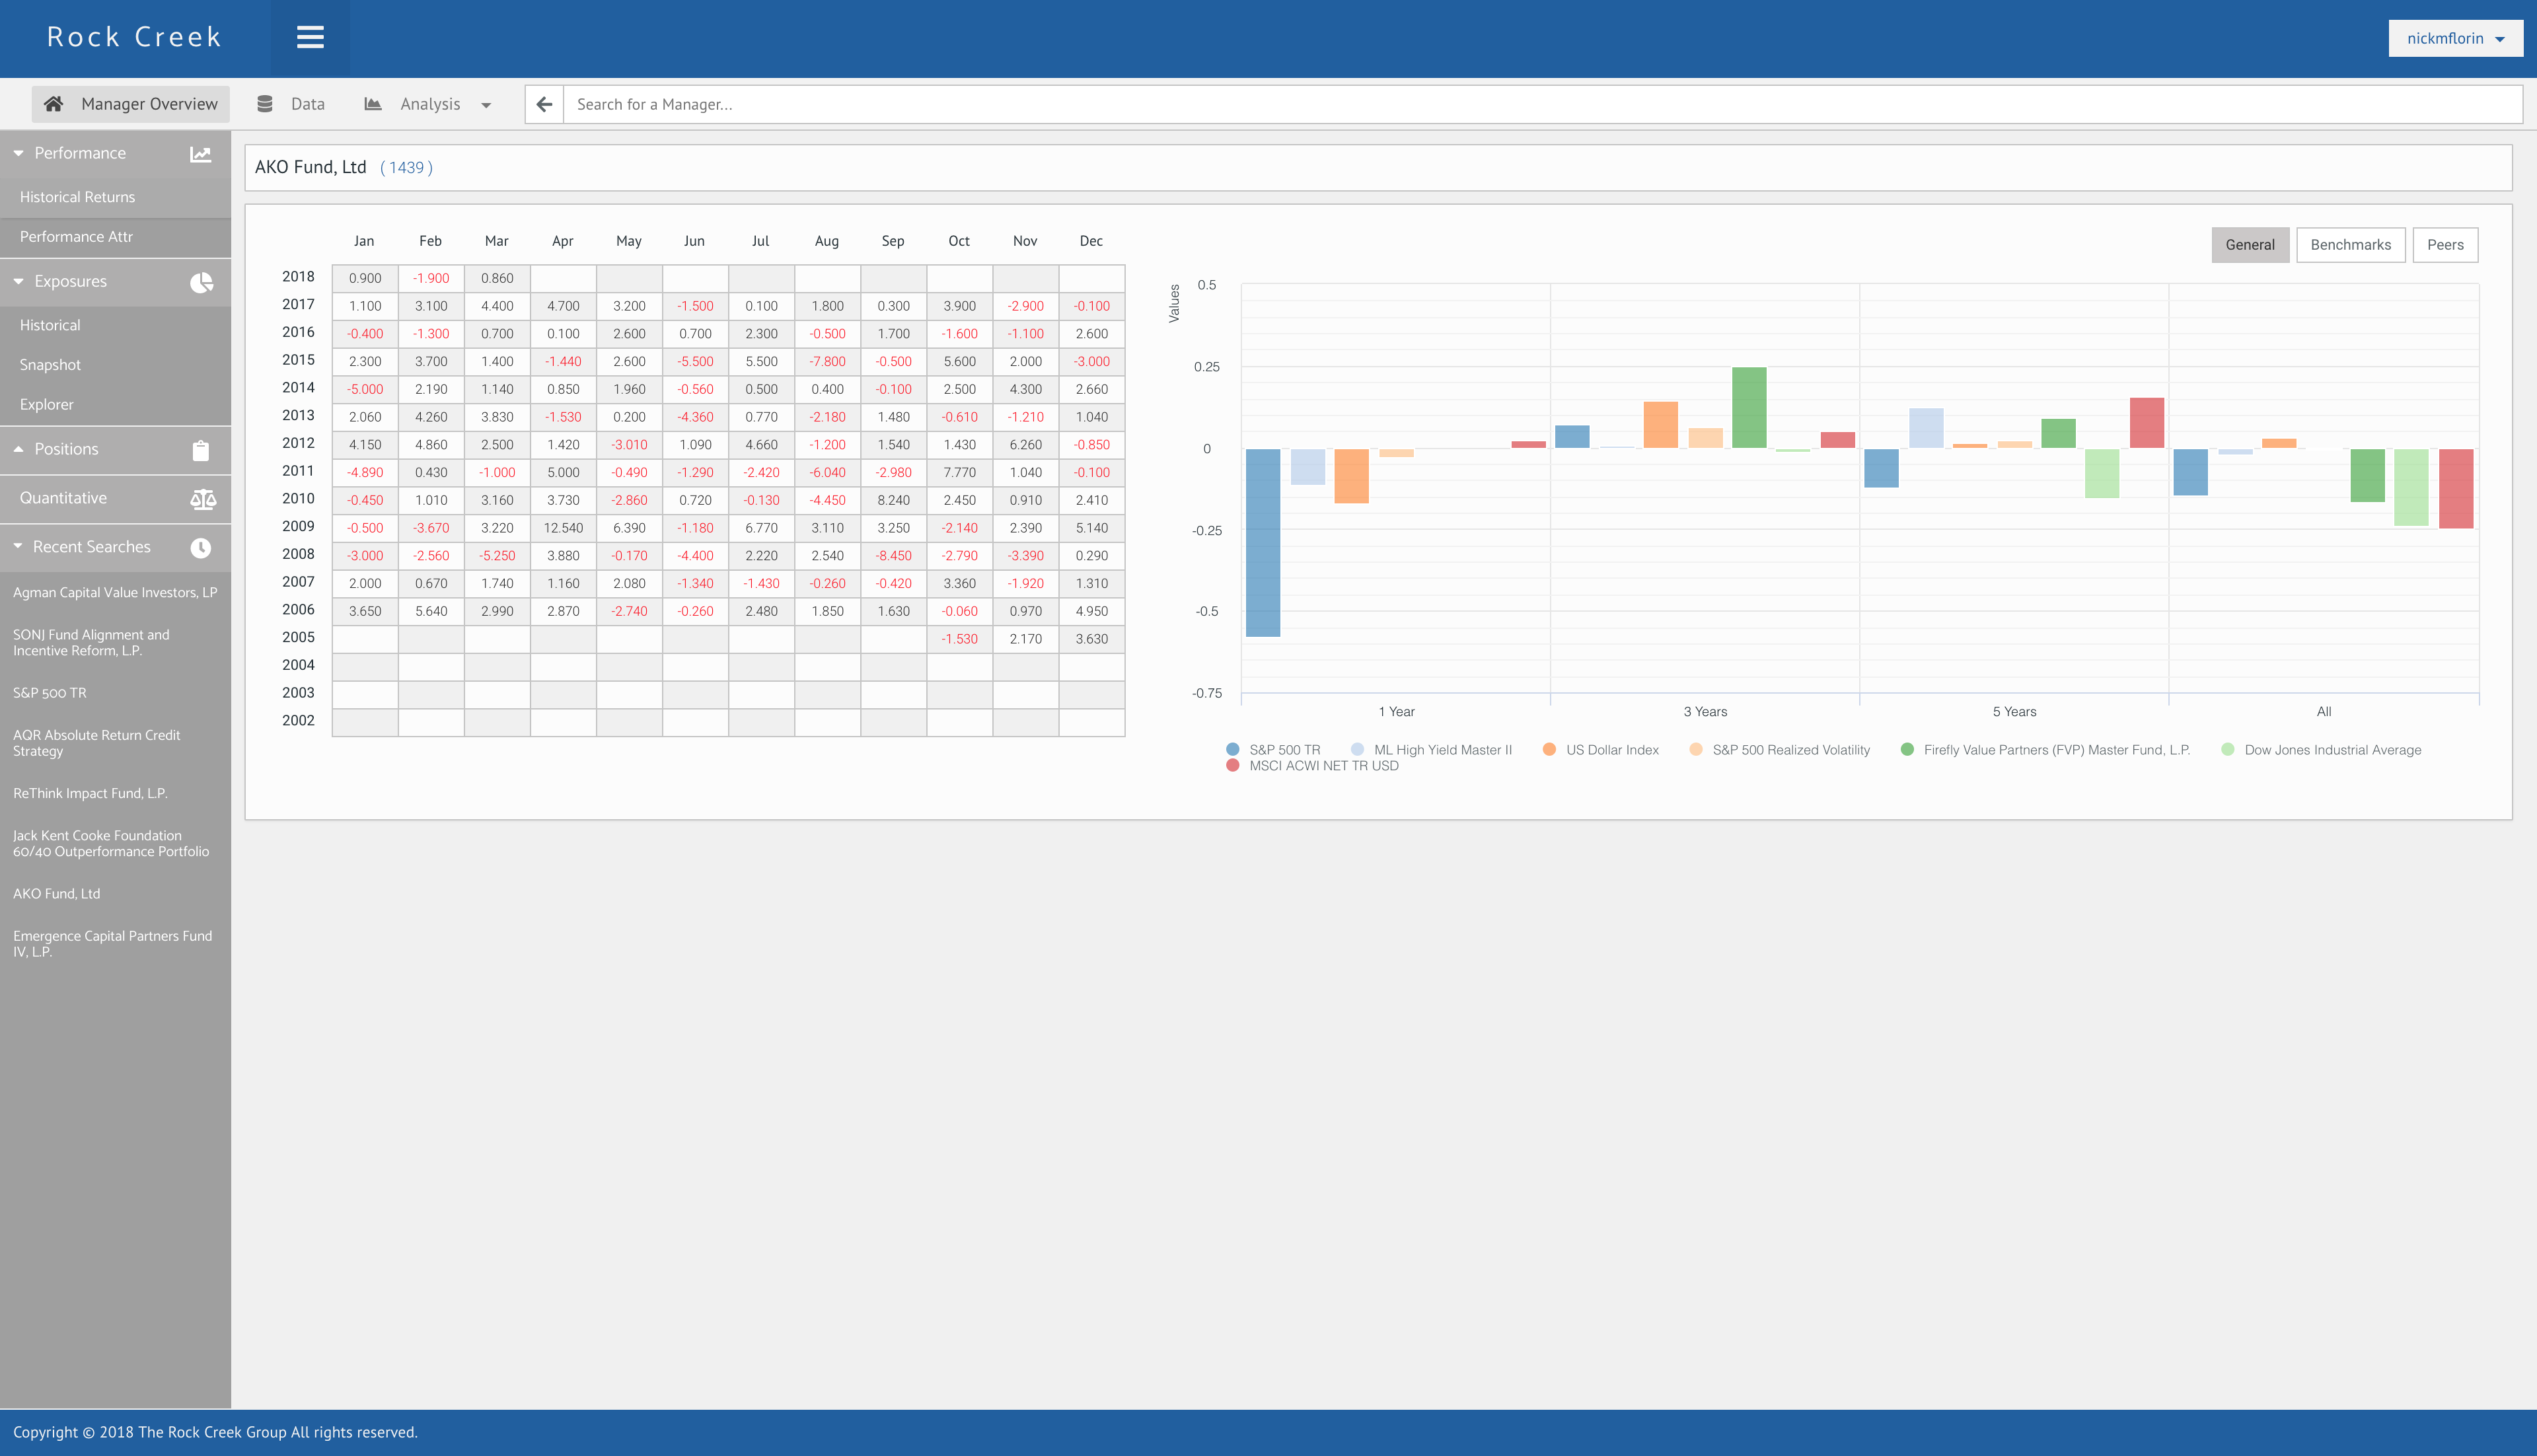 Rock Creek
nickmflorin
Manager Overview Data Analysis Search for a Manager...
Performance
Historical Returns
Performance Attr
Exposures
Historical
Snapshot
Explorer
Positions
Quantitative
Recent Searches
Agman Capital Value Investors, LP
SONJ Fund Alignment and
Incentive Reform, L.P.
S&P 500 TR
AQR Absolute Return Credit
Strategy
ReThink Impact Fund, L.P.
Jack Kent Cooke Foundation
60/40 Outperformance Portfolio
AKO Fund, Ltd
Emergence Capital Partners Fund
IV, L.P.
AKO Fund, Ltd ( 1439 )
Jan Feb Mar Apr May Jun Jul Aug Sep Oct Nov Dec
2018 0.900 -1.900 0.860
2017 1.100 3.100 4.400 4.700 3.200 -1.500 0.100 1.800 0.300 3.900 -2.900 -0.100
2016 -0.400 -1.300 0.700 0.100 2.600 0.700 2.300 -0.500 1.700 -1.600 -1.100 2.600
2015 2.300 3.700 1.400 -1.440 2.600 -5.500 5.500 -7.800 -0.500 5.600 2.000 -3.000
2014 -5.000 2.190 1.140 0.850 1.960 -0.560 0.500 0.400 -0.100 2.500 4.300 2.660
2013 2.060 4.260 3.830 -1.530 0.200 -4.360 0.770 -2.180 1.480 -0.610 -1.210 1.040
2012 4.150 4.860 2.500 1.420 -3.010 1.090 4.660 -1.200 1.540 1.430 6.260 -0.850
2011 -4.890 0.430 -1.000 5.000 -0.490 -1.290 -2.420 -6.040 -2.980 7.770 1.040 -0.100
2010 -0.450 1.010 3.160 3.730 -2.860 0.720 -0.130 -4.450 8.240 2.450 0.910 2.410
2009 -0.500 -3.670 3.220 12.540 6.390 -1.180 6.770 3.110 3.250 -2.140 2.390 5.140
2008 -3.000 -2.560 -5.250 3.880 -0.170 -4.400 2.220 2.540 -8.450 -2.790 -3.390 0.290
2007 2.000 0.670 1.740 1.160 2.080 -1.340 -1.430 -0.260 -0.420 3.360 -1.920 1.310
2006 3.650 5.640 2.990 2.870 -2.740 -0.260 2.480 1.850 1.630 -0.060 0.970 4.950
2005 -1.530 2.170 3.630
2004
2003
2002
General Benchmarks Peers
Values
0.5
0.25
0
-0.25
-0.5
-0.75
1 Year 3 Years 5 Years All
S&P 500 TR ML High Yield Master II US Dollar Index S&P 500 Realized Volatility Firefly Value Partners (FVP) Master Fund, L.P. Dow Jones Industrial Average
MSCI ACWI NET TR USD
Copyright © 2018 The Rock Creek Group All rights reserved.